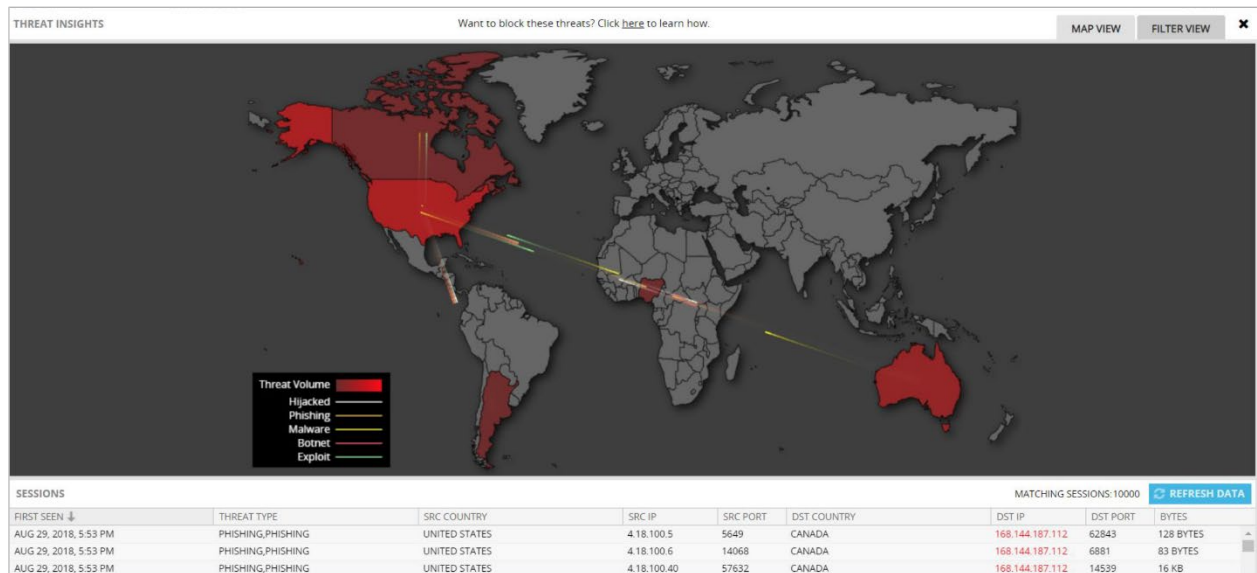 THREAT INSIGHTS
Want to block these threats? Click here to learn how.
MAP VIEW
FILTER VIEW
Threat Volume
Hijacked
Phishing
Malware
Botnet
Exploit
SESSIONS
MATCHING SESSIONS:10000
REFRESH DATA
FIRST SEEN THREAT TYPE SRC COUNTRY SRC IP SRC PORT DST COUNTRY DST IP DST PORT BYTES
AUG 29, 2018, 5:53 PM PHISHING,PHISHING UNITED STATES 4.18.100.5 5649 CANADA 168.144.187.112 62843 128 BYTES
AUG 29, 2018, 5:53 PM PHISHING,PHISHING UNITED STATES 4.18.100.6 14068 CANADA 168.144.187.112 6881 83 BYTES
AUG 29, 2018, 5:53 PM PHISHING,PHISHING UNITED STATES 4.18.100.40 57632 CANADA 168.144.187.112 14539 16 KB